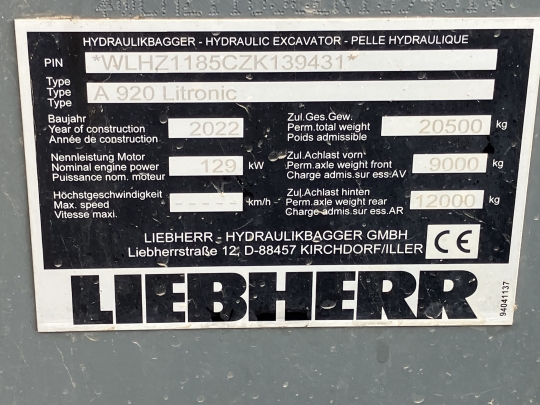 HYDRAULIKBAGGER - HYDRAULIC EXCAVATOR - PELLE HYDRAULIQUE
PIN *WLHZ1185CZK139431*
Type
Type A 920 Litronic
Type
Baujahr
Year of construction 2022
Année de construction
Nennleistung Motor
Nominal engine power 129 kW
Puissance nom. moteur
Höchstgeschwindigkeit
Max. speed - - - - - km/h
Vitesse maxi.
Zul.Ges.Gew.
Perm.total weight 20500 kg
Poids admissible
Zul.Achlast vorn
Perm.axle weight front 9000 kg
Charge admis.sur ess.AV
Zul.Achlast hinten
Perm.axle weight rear 12000 kg
Charge admis.sur ess.AR
LIEBHERR - HYDRAULIKBAGGER GMBH
Liebherrstraße 12, D-88457 KIRCHDORF/ILLER
CE
LIEBHERR
94041137